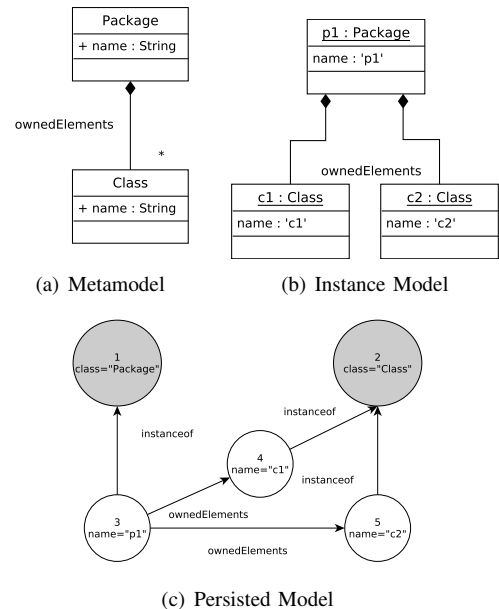 Package
+ name : String
ownedElements
*
Class
+ name : String
(a) Metamodel
p1 : Package
name : 'p1'
ownedElements
c1 : Class
name : 'c1'
c2 : Class
name : 'c2'
(b) Instance Model
1
class="Package"
2
class="Class"
instanceof
instanceof
4
name="c1"
instanceof
3
name="p1"
ownedElements
5
name="c2"
ownedElements
(c) Persisted Model